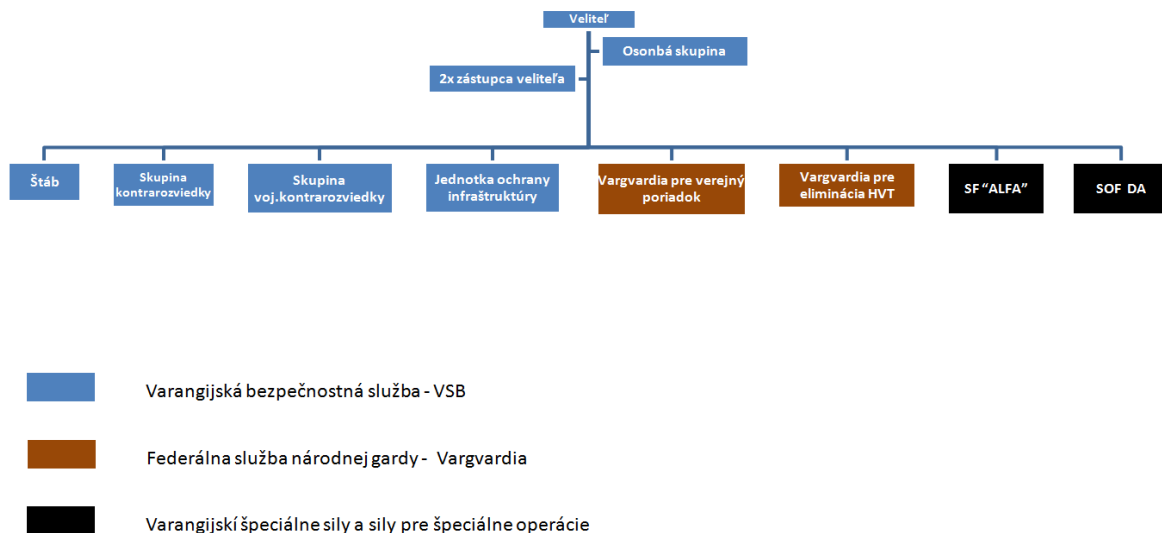 Veliteľ
Osonbá skupina
2x zástupca veliteľa
Štáb
Skupina
kontrarozviedky
Skupina
voj.kontrarozviedky
Jednotka ochrany
infraštruktúry
Vargvardia pre verejný
poriadok
Vargvardia pre
eliminácia HVT
SF “ALFA”
SOF DA
Varangijská bezpečnostná služba - VSB
Federálna služba národnej gardy - Vargvardia
Varangijskí špeciálne sily a sily pre špeciálne operácie